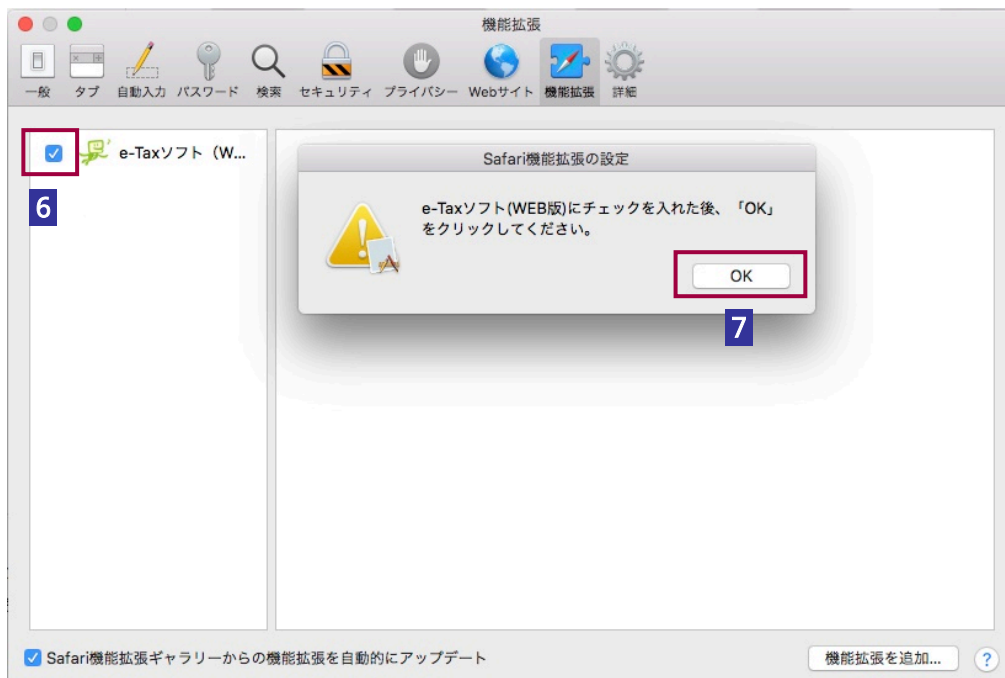 機能拡張
一般 タブ 自動入力 パスワード 検索 セキュリティ プライバシー Webサイト 機能拡張 詳細
e-Taxソフト（W...
6
Safari機能拡張の設定
e-Taxソフト(WEB版)にチェックを入れた後、「OK」
をクリックしてください。
OK
7
Safari機能拡張ギャラリーからの機能拡張を自動的にアップデート
機能拡張を追加...
?